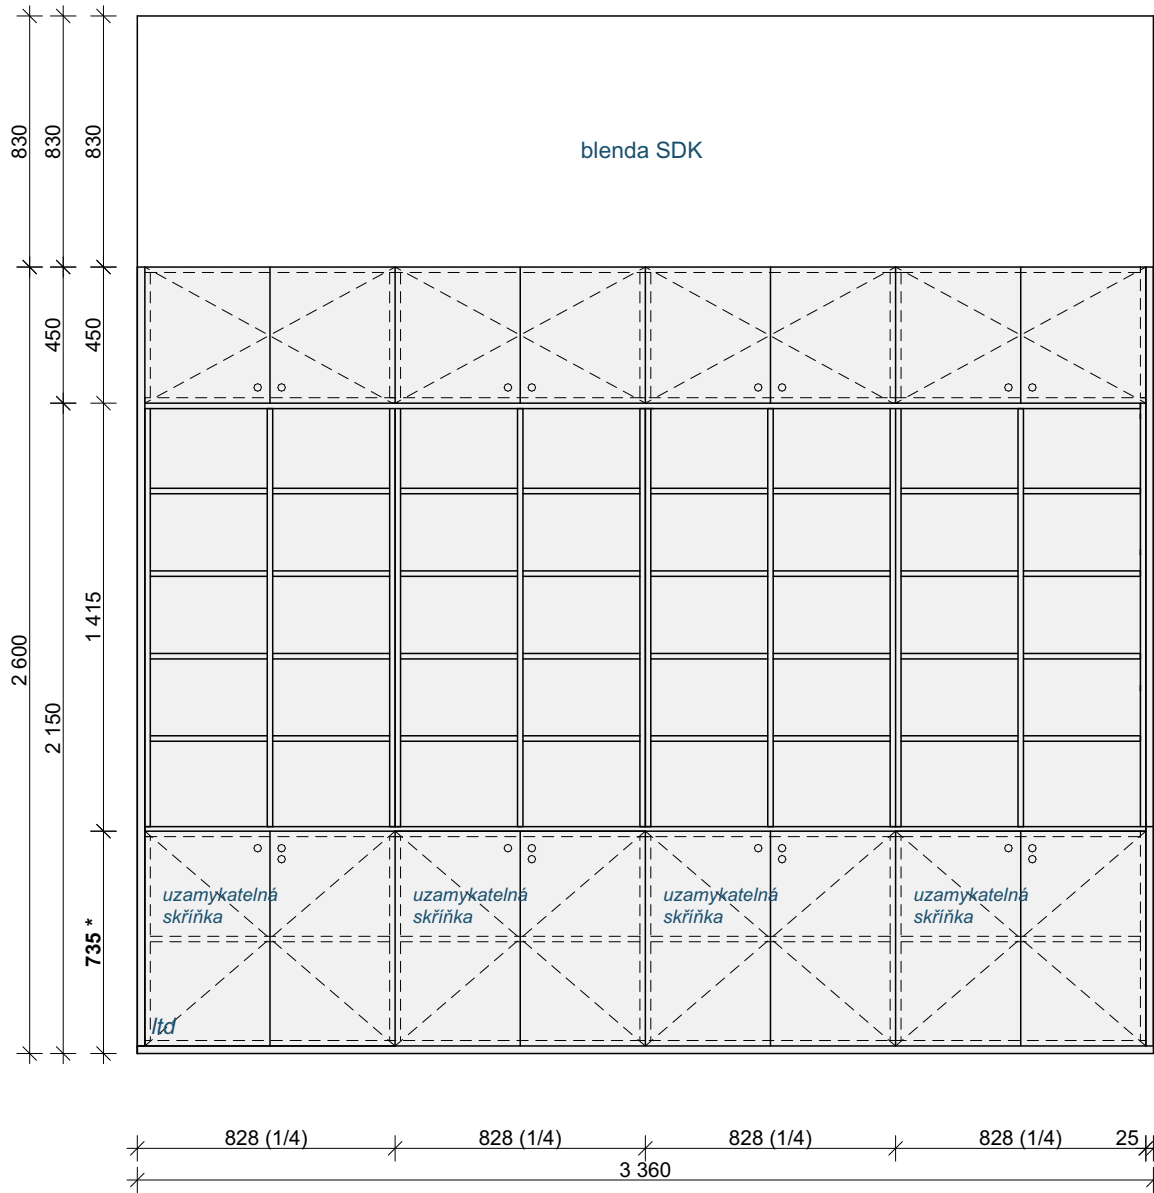 830
830
830
blenda SDK
450
450
1 415
2 600
2 150
735 *
uzamykatelná
skříňka
uzamykatelná
skříňka
uzamykatelná
skříňka
uzamykatelná
skříňka
ltd
828 (1/4)
828 (1/4)
828 (1/4)
828 (1/4)
25
3 360